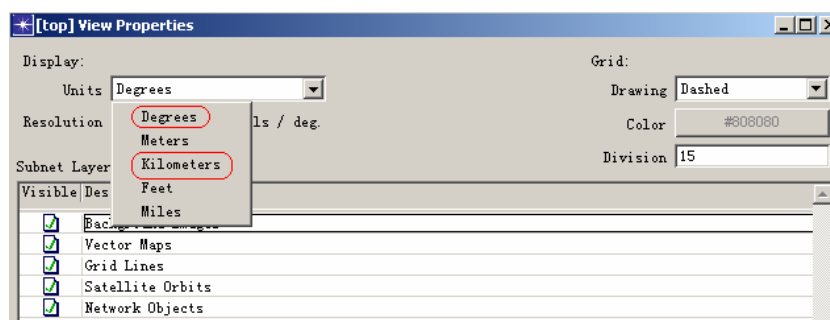 [top] View Properties
Display:
Grid:
Units Degrees
Drawing Dashed
Degrees
Resolution ls / deg.
Color #808080
Meters
Kilometers
Division 15
Subnet Layer
Feet
Visible Des
Miles
Vector Maps
Grid Lines
Satellite Orbits
Network Objects